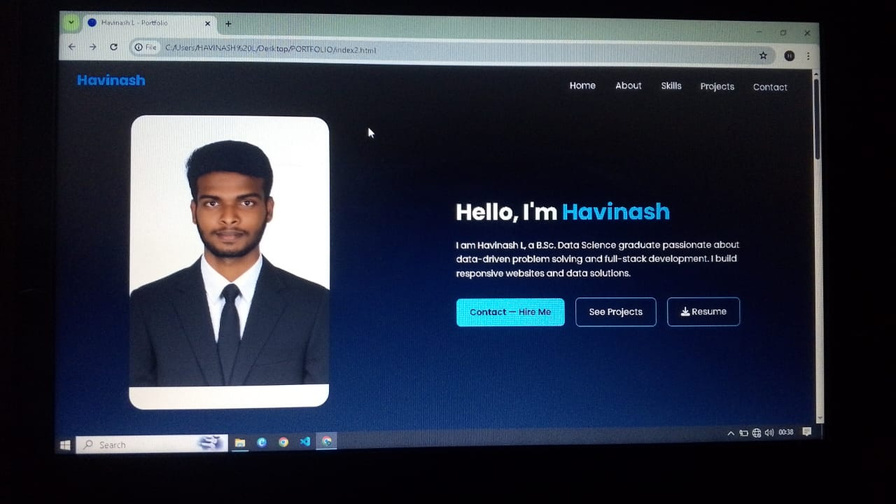 Havinash L - Portfolio
File C:/Users/HAVINASH%20L/Desktop/PORTFOLIO/index2.html
Havinash
Home About Skills Projects Contact
Hello, I'm Havinash
I am Havinash L, a B.Sc. Data Science graduate passionate about
data-driven problem solving and full-stack development. I build
responsive websites and data solutions.
Contact — Hire Me See Projects Resume
Search
00:38